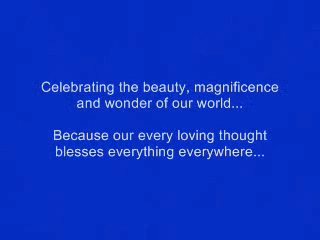 Celebrating the beauty, magnificence
and wonder of our world...
Because our every loving thought
blesses everything everywhere...